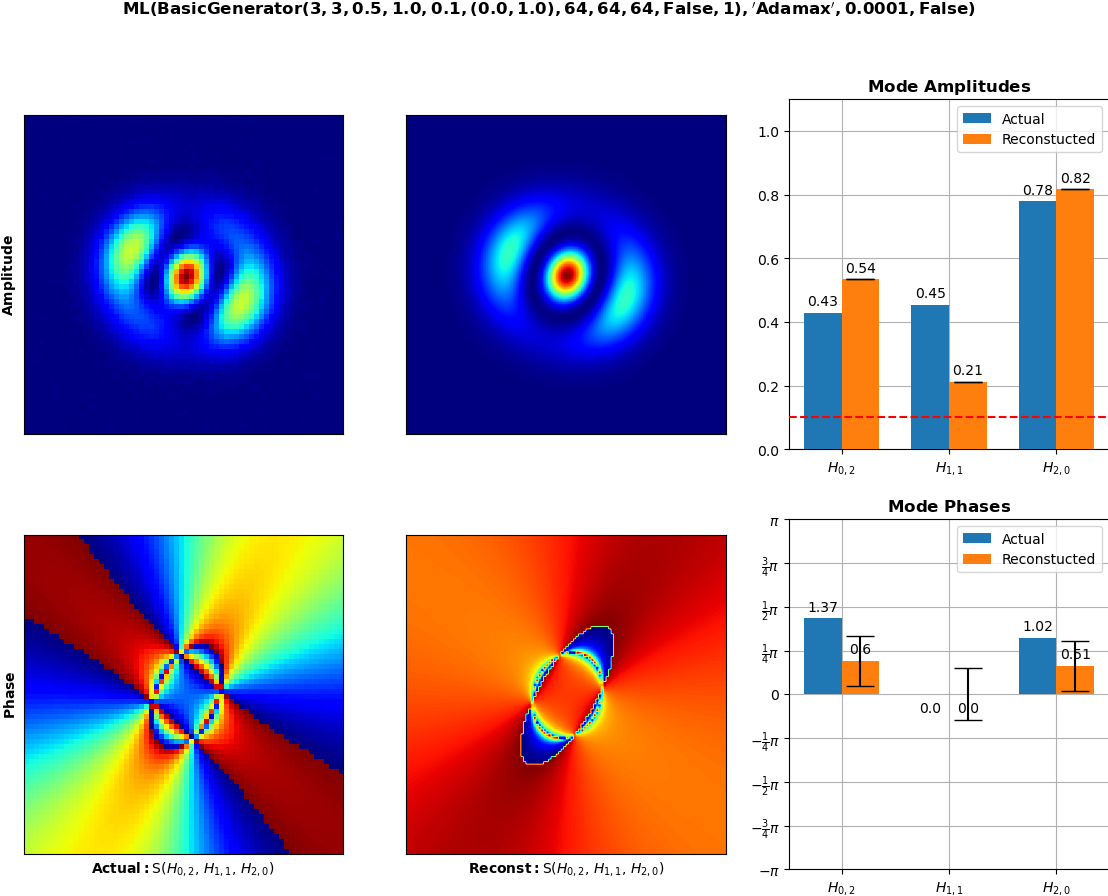 ML(BasicGenerator(3, 3, 0.5, 1.0, 0.1, (0.0, 1.0), 64, 64, 64, False, 1), 'Adamax', 0.0001, False)
Mode Amplitudes
Actual
Reconstucted
1.0
0.8
0.6
0.4
0.2
0.0
0.43
0.54
0.45
0.21
0.78
0.82
H0,2
H1,1
H2,0
Amplitude
Mode Phases
Actual
Reconstucted
π
3/4π
1/2π
1/4π
0
−1/4π
−1/2π
−3/4π
−π
1.37
0.6
0.0
0.0
1.02
0.51
H0,2
H1,1
H2,0
Phase
Actual: S(H0,2, H1,1, H2,0)
Reconst: S(H0,2, H1,1, H2,0)